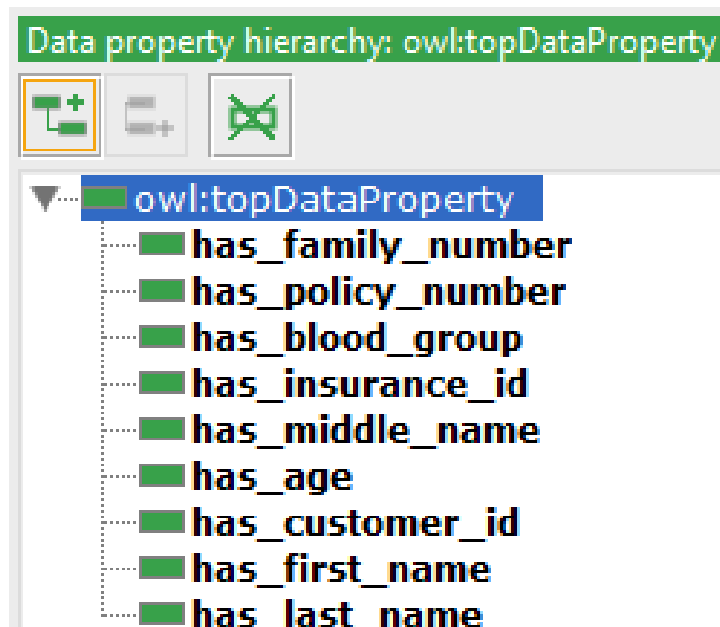 Data property hierarchy: owl:topDataProperty
owl:topDataProperty
has_family_number
has_policy_number
has_blood_group
has_insurance_id
has_middle_name
has_age
has_customer_id
has_first_name
has_last_name